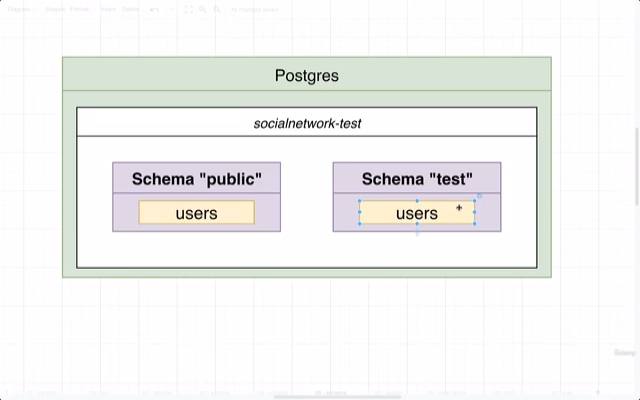 Postgres
socialnetwork-test
Schema "public"
Schema "test"
users
users